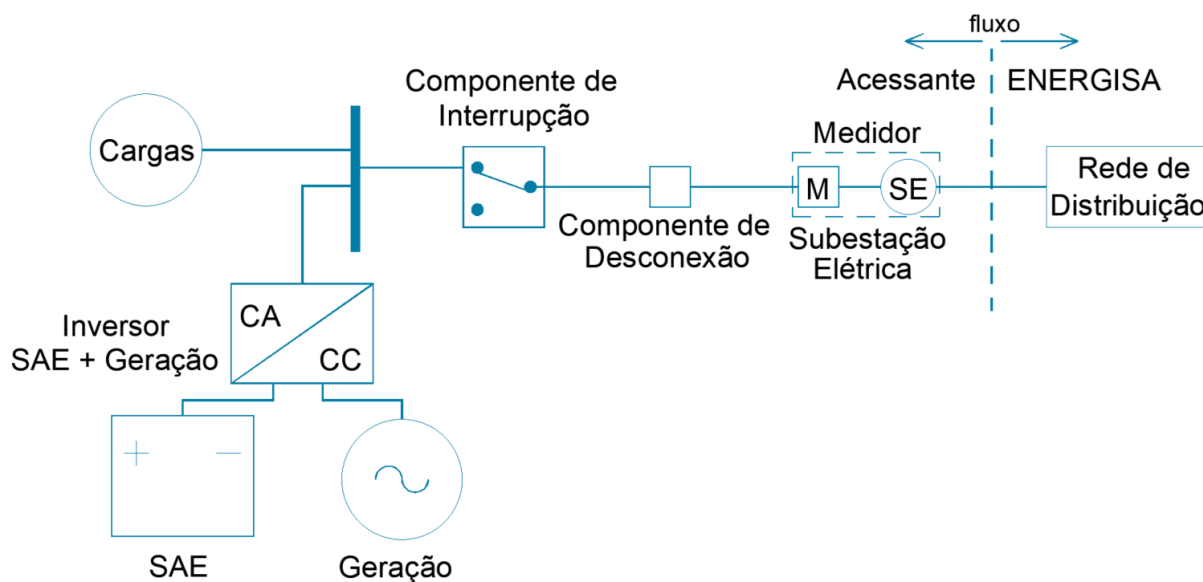 fluxo
Acessante ENERGISA
Componente de
Interrupção
Medidor
Cargas
M
SE
Rede de
Distribuição
Componente de
Desconexão
Subestação
Elétrica
Inversor
SAE + Geração
CA
CC
+ −
SAE
Geração